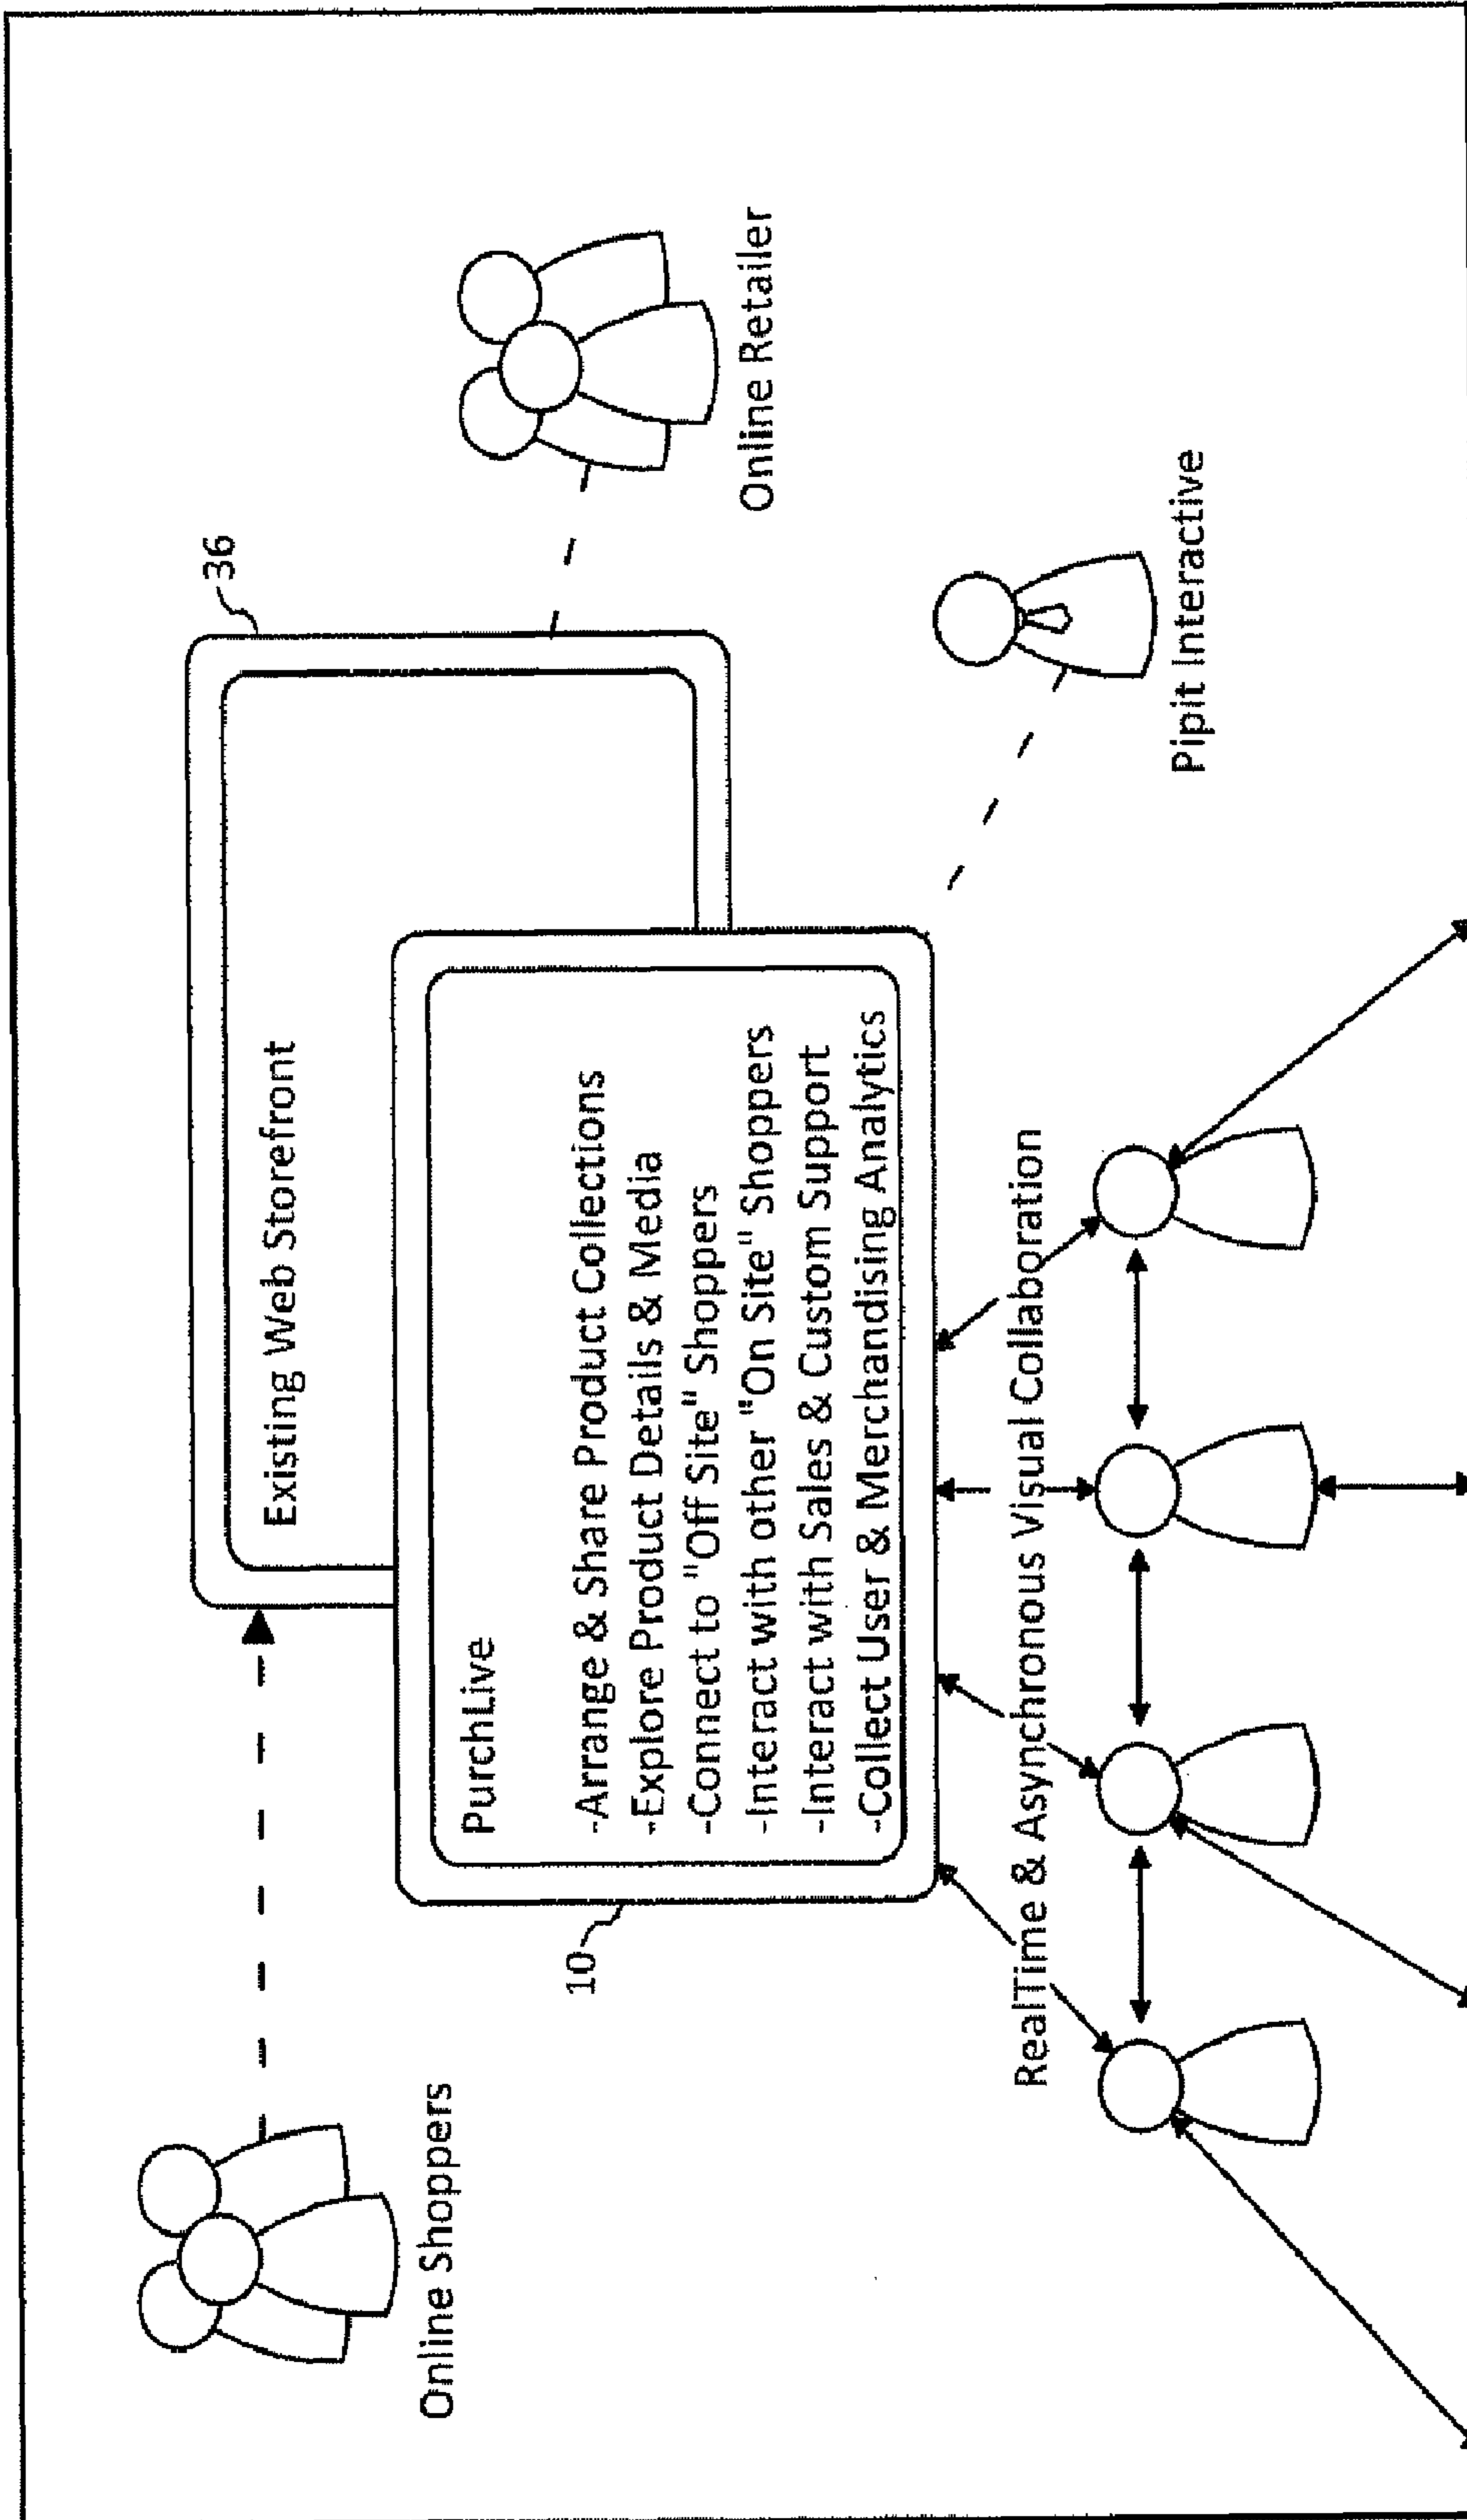 Online Shoppers
Existing Web Storefront
36
Online Retailer
10
PurchLive
-Arrange & Share Product Collections
-Explore Product Details & Media
-Connect to "Off Site" Shoppers
-Interact with other "On Site" Shoppers
-Interact with Sales & Custom Support
-Collect User & Merchandising Analytics
Pipit Interactive
RealTime & Asynchronous Visual Collaboration